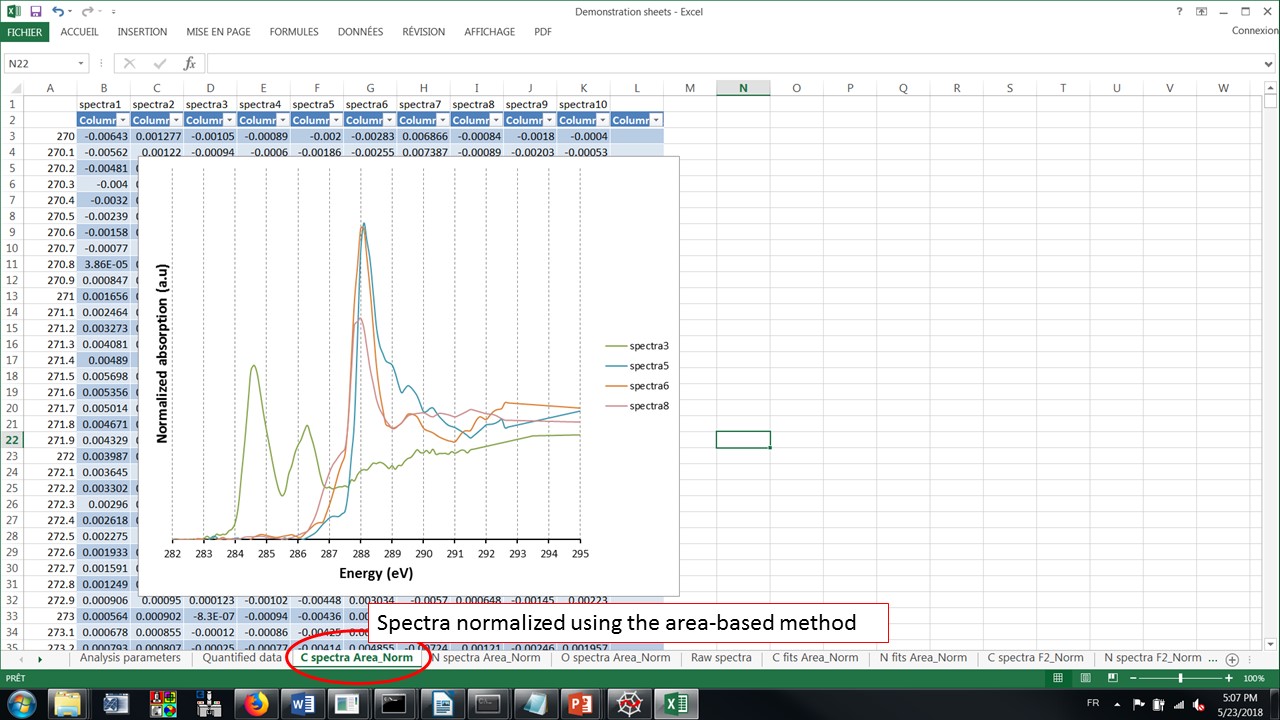 Demonstration sheets - Excel
FICHIER ACCUEIL INSERTION MISE EN PAGE FORMULES DONNÉES RÉVISION AFFICHAGE PDF Connexion
N22 fx
A B C D E F G H I J K L M N O P Q R S T U V W
1 spectra1 spectra2 spectra3 spectra4 spectra5 spectra6 spectra7 spectra8 spectra9 spectra10
2 Column Column Column Column Column Column Column Column Column Column Column
3 270 -0.00643 0.001277 -0.00105 -0.00089 -0.002 -0.00283 0.006866 -0.00084 -0.0018 -0.0004
4 270.1 -0.00562 0.00122 -0.00094 -0.0006 -0.00186 -0.00255 0.007387 -0.00089 -0.00203 -0.00053
5 270.2 -0.00481
6 270.3 -0.004
7 270.4 -0.0032
8 270.5 -0.00239
9 270.6 -0.00158
10 270.7 -0.00077
11 270.8 3.86E-05
12 270.9 0.000847
13 271 0.001656
14 271.1 0.002464
15 271.2 0.003273
16 271.3 0.004081
17 271.4 0.00489
18 271.5 0.005698
19 271.6 0.005356
20 271.7 0.005014
21 271.8 0.004671
22 271.9 0.004329
23 272 0.003987
24 272.1 0.003645
25 272.2 0.003302
26 272.3 0.00296
27 272.4 0.002618
28 272.5 0.002275
29 272.6 0.001933
30 272.7 0.001591
31 272.8 0.001249
32 272.9 0.000906 0.00095 0.000123 -0.00102 -0.00448 0.003034 -0.0057 0.000648 -0.00145 0.00223
33 273 0.000564 0.000902 -8.3E-07 -0.00094 -0.00436
34 273.1 0.000678 0.000855 -0.00012 -0.00086 -0.00425
35 273.2 0.000793 0.000807 -0.00025 -0.00077 -0.00414 0.004855 -0.00724 0.00121 -0.00246 0.001957
Normalized absorption (a.u)
spectra3
spectra5
spectra6
spectra8
282 283 284 285 286 287 288 289 290 291 292 293 294 295
Energy (eV)
Spectra normalized using the area-based method
Analysis parameters Quantified data C spectra Area_Norm N spectra Area_Norm O spectra Area_Norm Raw spectra C fits Area_Norm N fits Area_Norm C spectra F2_Norm N spectra F2_Norm ...
PRÊT 100%
FR 5:07 PM
5/23/2018